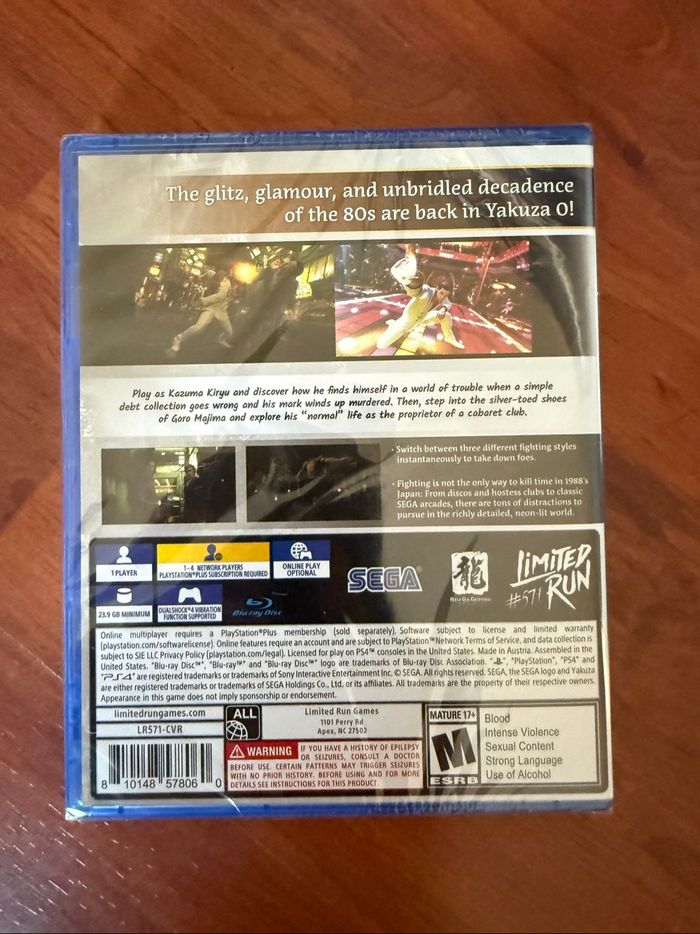 The glitz, glamour, and unbridled decadence
of the 80s are back in Yakuza 0!
Play as Kazuma Kiryu and discover how he finds himself in a world of trouble when a simple
debt collection goes wrong and his mark winds up murdered. Then, step into the silver-toed shoes
of Goro Majima and explore his "normal" life as the proprietor of a cabaret club.
• Switch between three different fighting styles
instantaneously to take down foes.
• Fighting is not the only way to kill time in 1988's
Japan: From discos and hostess clubs to classic
SEGA arcades, there are tons of distractions to
pursue in the richly detailed, neon-lit world.
1 PLAYER
1-4 NETWORK PLAYERS
PLAYSTATION®PLUS SUBSCRIPTION REQUIRED
ONLINE PLAY
OPTIONAL
23.9 GB MINIMUM
DUALSHOCK®4 VIBRATION
FUNCTION SUPPORTED
Blu-ray Disc
SEGA®
龍
LIMITED
RUN
#571
Online multiplayer requires a PlayStation®Plus membership (sold separately). Software subject to license and limited warranty
(playstation.com/softwarelicense). Online features require an account and are subject to PlayStation™Network Terms of Service, and data collection is
subject to SIE LLC Privacy Policy (playstation.com/legal). Licensed for play on PS4™ consoles in the United States. Made in Austria. Assembled in the
United States. "Blu-ray Disc™", "Blu-ray™" and "Blu-ray Disc™" logo are trademarks of Blu-ray Disc Association. "PS", "PlayStation", "PS4" and
"PS4" are registered trademarks or trademarks of Sony Interactive Entertainment Inc. © SEGA. All rights reserved. SEGA, the SEGA logo and Yakuza
are either registered trademarks or trademarks of SEGA Holdings Co., Ltd. or its affiliates. All trademarks are the property of their respective owners.
Appearance in this game does not imply sponsorship or endorsement.
limitedrungames.com
LR571-CVR
ALL
Limited Run Games
1101 Perry Rd
Apex, NC 27502
8 10148 57806 0
WARNING IF YOU HAVE A HISTORY OF EPILEPSY
OR SEIZURES, CONSULT A DOCTOR
BEFORE USE. CERTAIN PATTERNS MAY TRIGGER SEIZURES
WITH NO PRIOR HISTORY. BEFORE USING AND FOR MORE
DETAILS SEE INSTRUCTIONS FOR THIS PRODUCT.
MATURE 17+
M
ESRB
Blood
Intense Violence
Sexual Content
Strong Language
Use of Alcohol